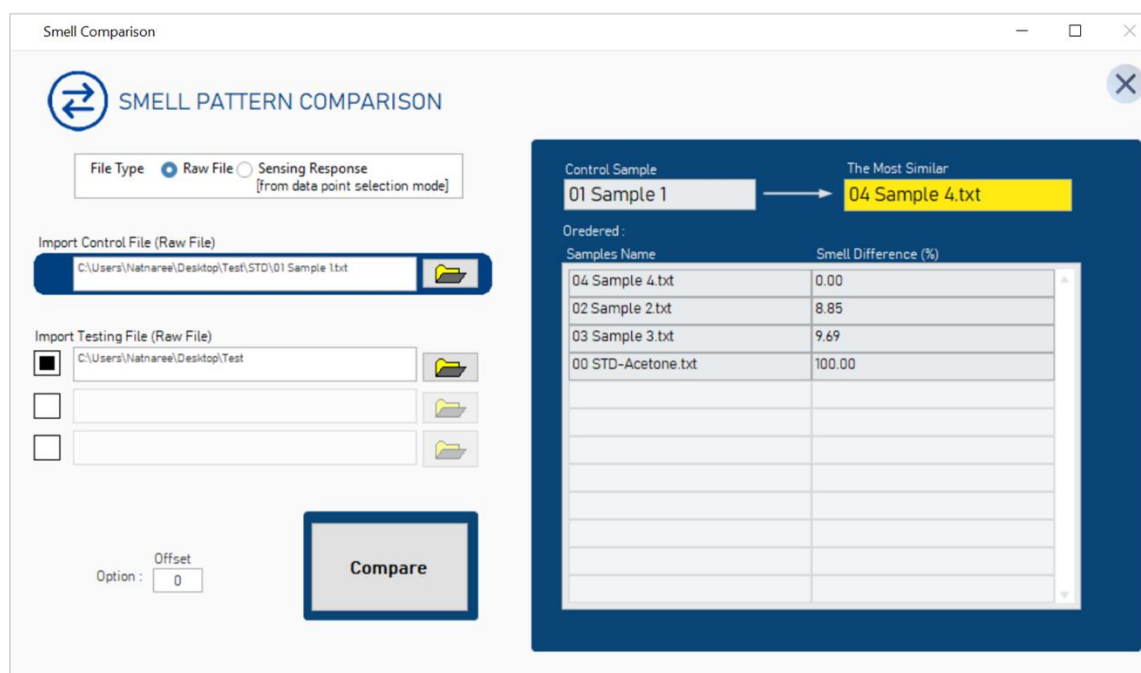 Smell Comparison
SMELL PATTERN COMPARISON
File Type Raw File Sensing Response
[from data point selection mode]
Import Control File (Raw File)
C:\Users\Natnaree\Desktop\Test\STD\01 Sample 1.txt
Import Testing File (Raw File)
C:\Users\Natnaree\Desktop\Test
Offset
Option : 0
Compare
Control Sample The Most Similar
01 Sample 1 04 Sample 4.txt
Oredered :
Samples Name Smell Difference (%)
04 Sample 4.txt 0.00
02 Sample 2.txt 8.85
03 Sample 3.txt 9.69
00 STD-Acetone.txt 100.00